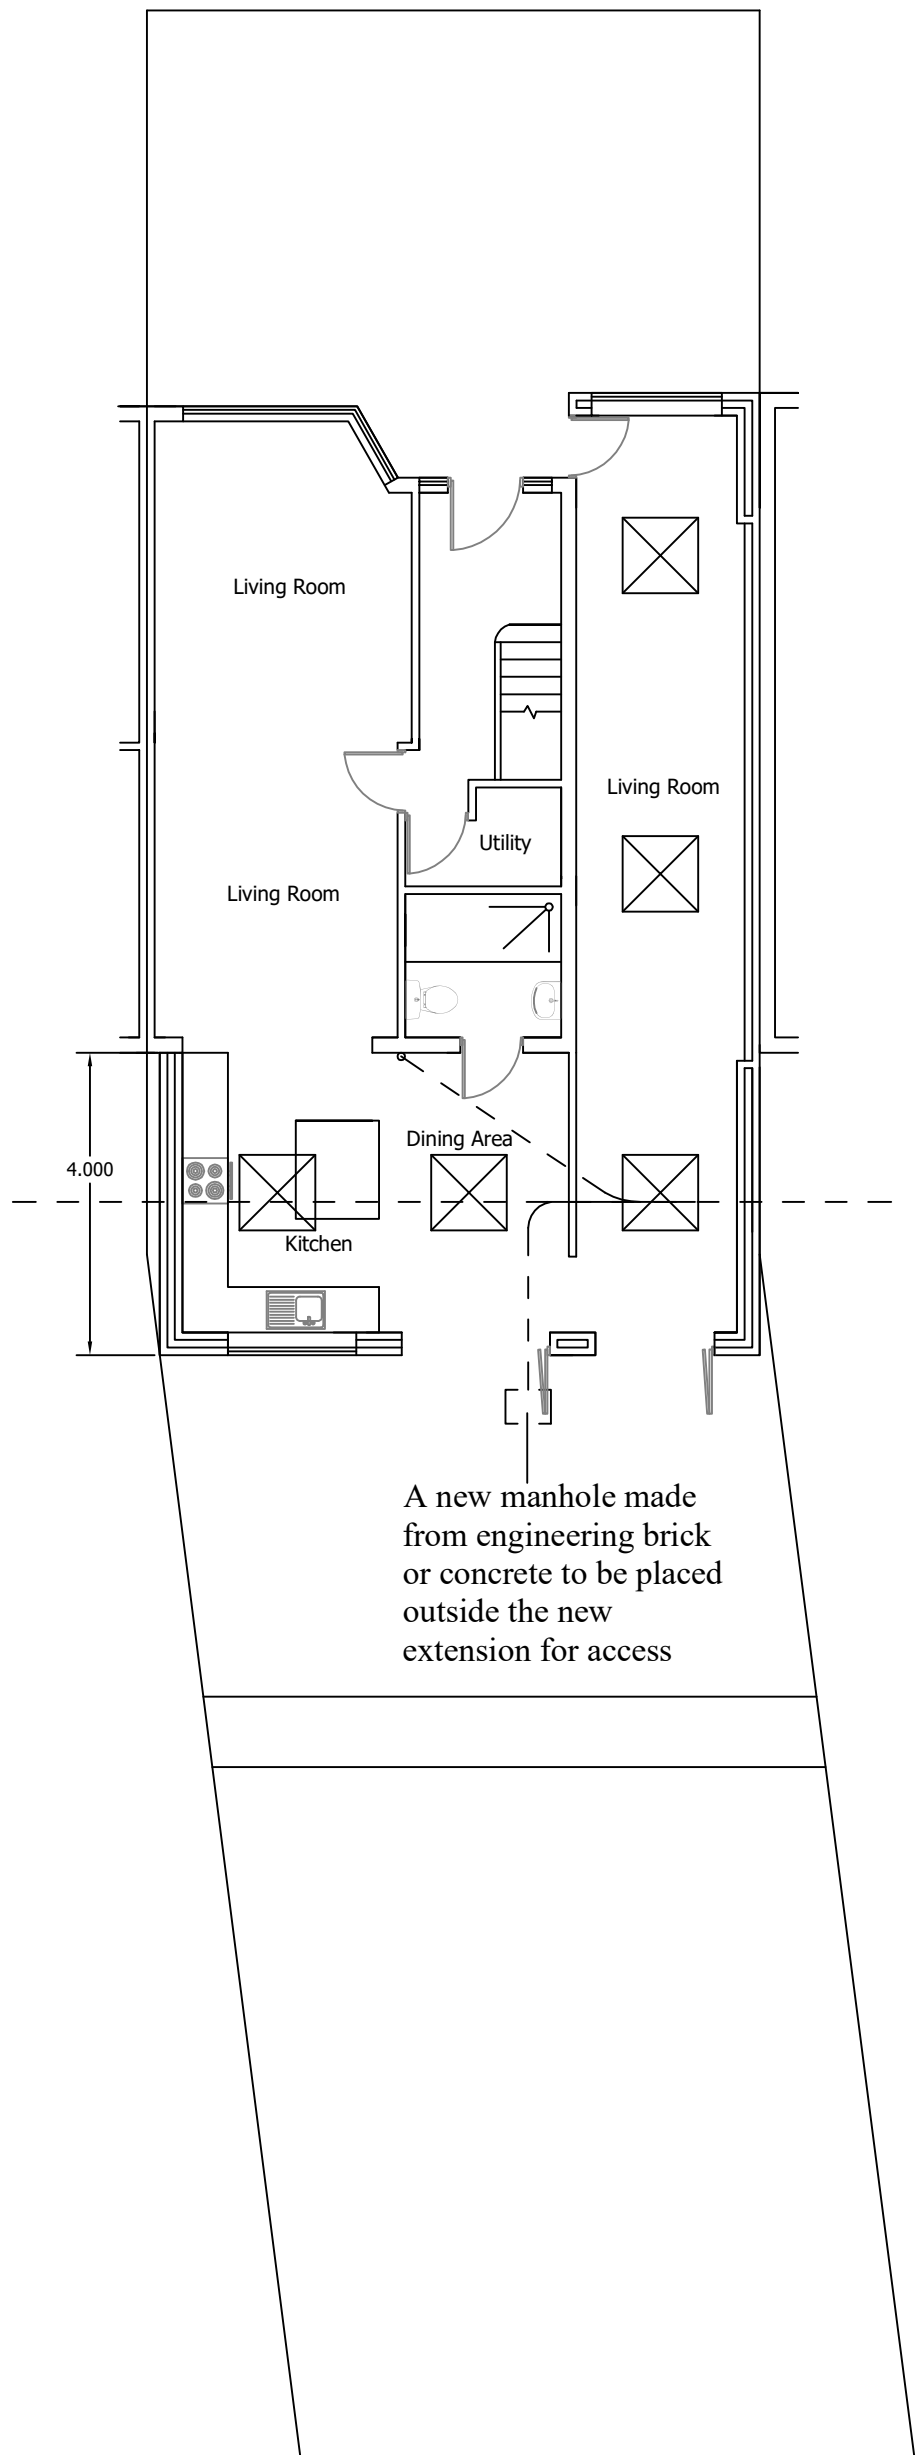 Living Room
Living Room
Utility
Living Room
Dining Area
4.000
Kitchen
A new manhole made
from engineering brick
or concrete to be placed
outside the new
extension for access